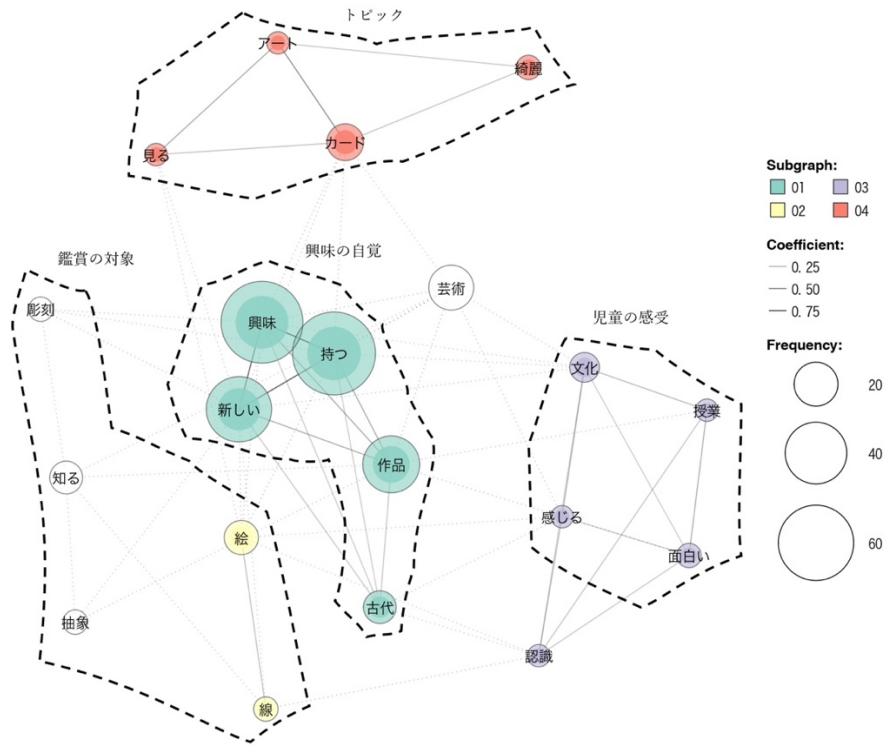 トピック
アート
綺麗
見る
カード
鑑賞の対象
興味の自覚
彫刻
興味
持つ
新しい
芸術
作品
知る
絵
抽象
古代
線
児童の感受
文化
授業
感じる
面白い
認識
Subgraph:
01 03
02 04
Coefficient:
0.25
0.50
0.75
Frequency:
20
40
60